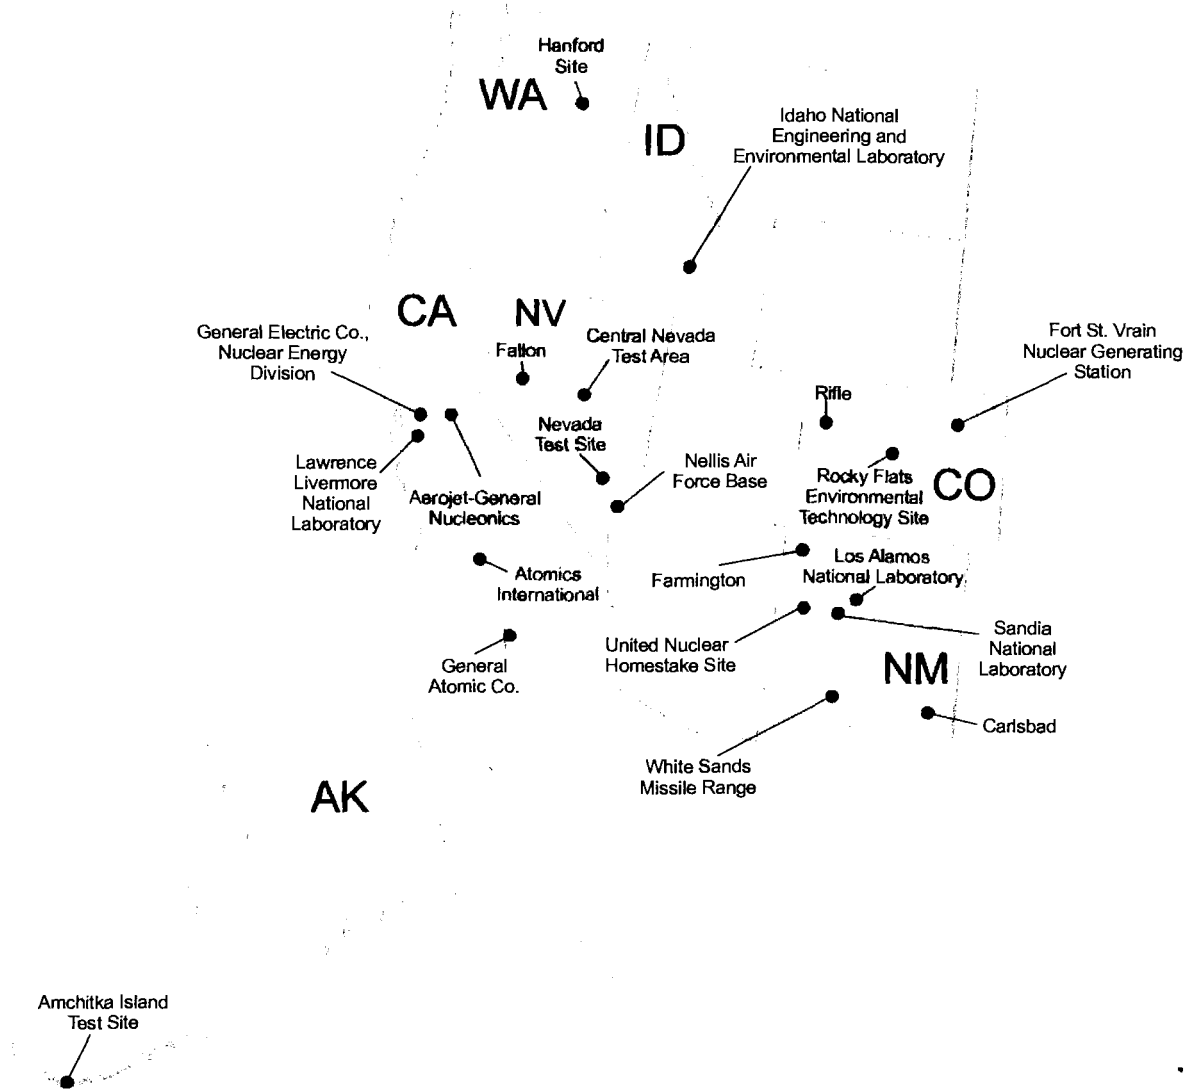 Hanford
Site
WA
ID
Idaho National
Engineering and
Environmental Laboratory
CA
NV
General Electric Co.,
Nuclear Energy
Division
Fallon
Central Nevada
Test Area
Fort St. Vrain
Nuclear Generating
Station
Rifle
Nevada
Test Site
Lawrence
Livermore
National
Laboratory
Aerojet-General
Nucleonics
Nellis Air
Force Base
Rocky Flats
Environmental
Technology Site
CO
Atomics
International
Farmington
Los Alamos
National Laboratory
General
Atomic Co.
United Nuclear
Homestake Site
Sandia
National
Laboratory
NM
Carlsbad
White Sands
Missile Range
AK
Amchitka Island
Test Site